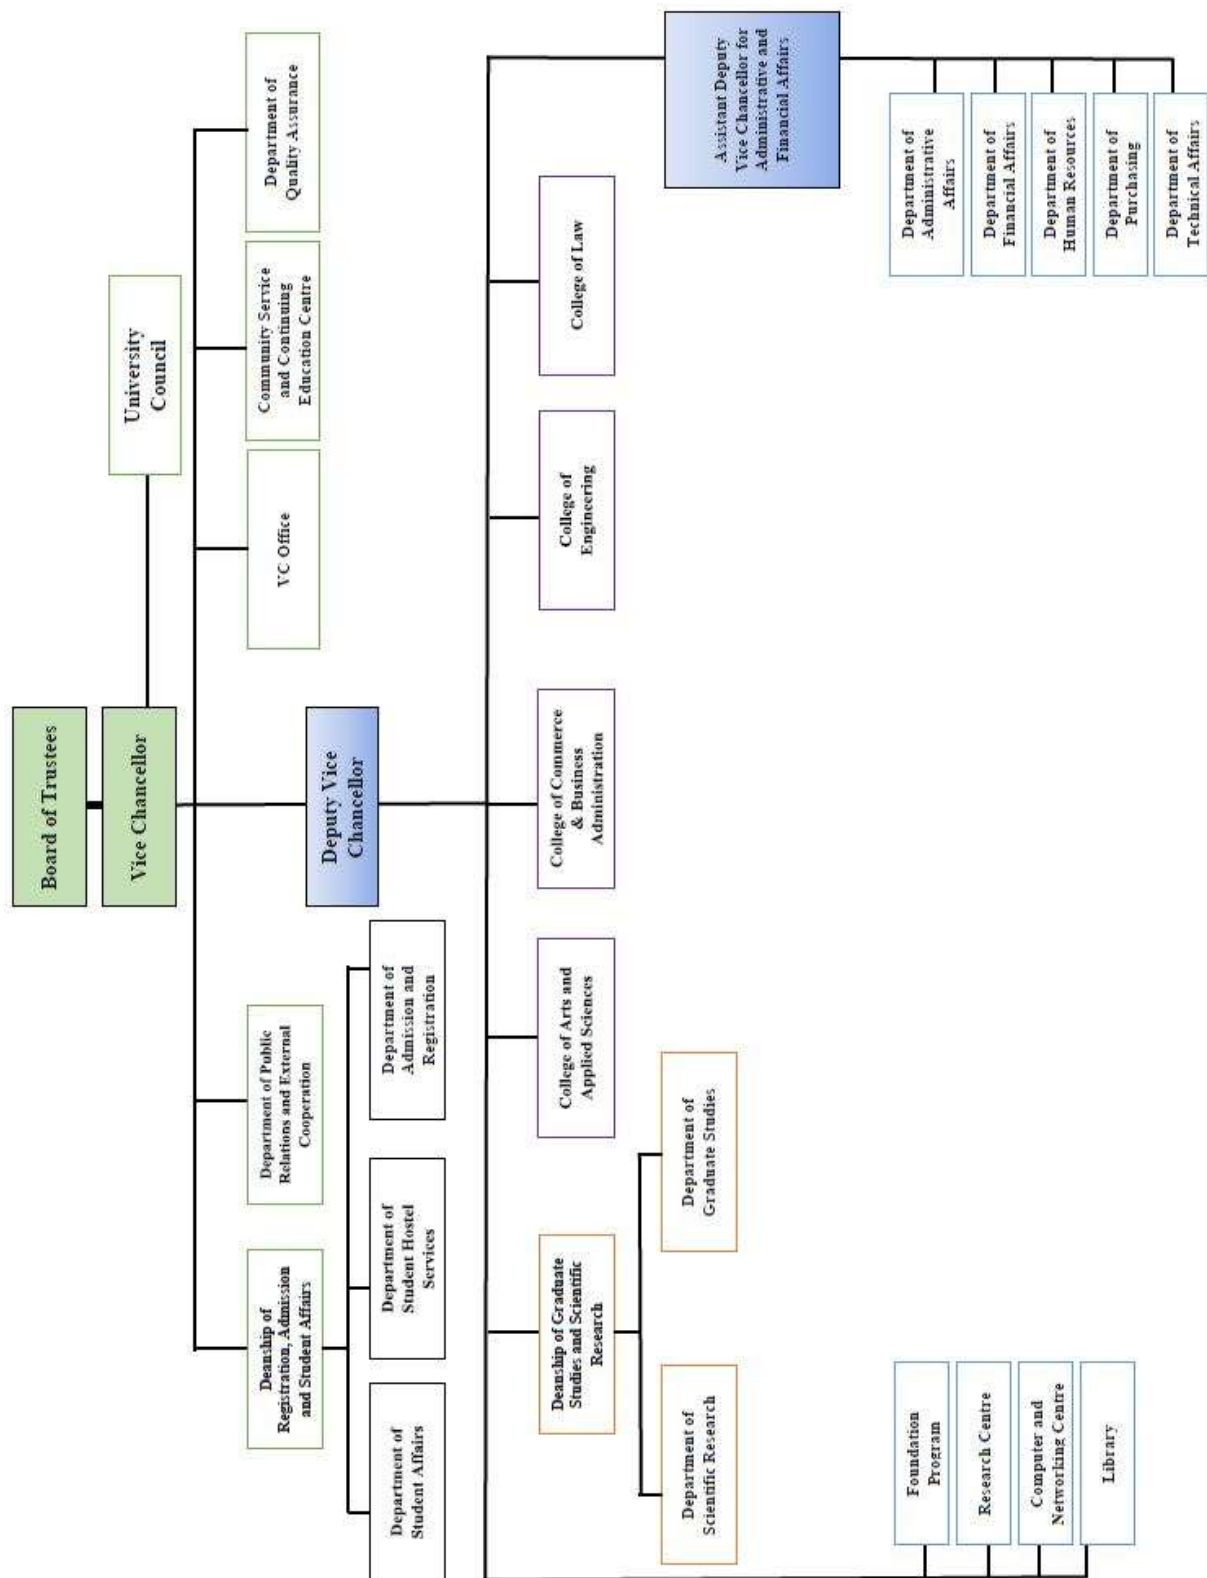 Board of Trustees
Vice Chancellor
University
Council
Deanship of
Registration, Admission
and Student Affairs
Department of Public
Relations and External
Cooperation
VC Office
Community Service
and Continuing
Education Centre
Department of
Quality Assurance
Deputy Vice
Chancellor
Department of
Student Affairs
Department of
Student Hostel
Services
Department of
Admission and
Registration
Deanship of Graduate
Studies and Scientific
Research
College of Arts and
Applied Sciences
College of Commerce
& Business
Administration
College of
Engineering
College of Law
Assistant Deputy
Vice Chancellor for
Administrative and
Financial Affairs
Department of
Scientific Research
Department of
Graduate Studies
Foundation
Program
Research Centre
Computer and
Networking Centre
Library
Department of
Administrative
Affairs
Department of
Financial Affairs
Department of
Human Resources
Department of
Purchasing
Department of
Technical Affairs